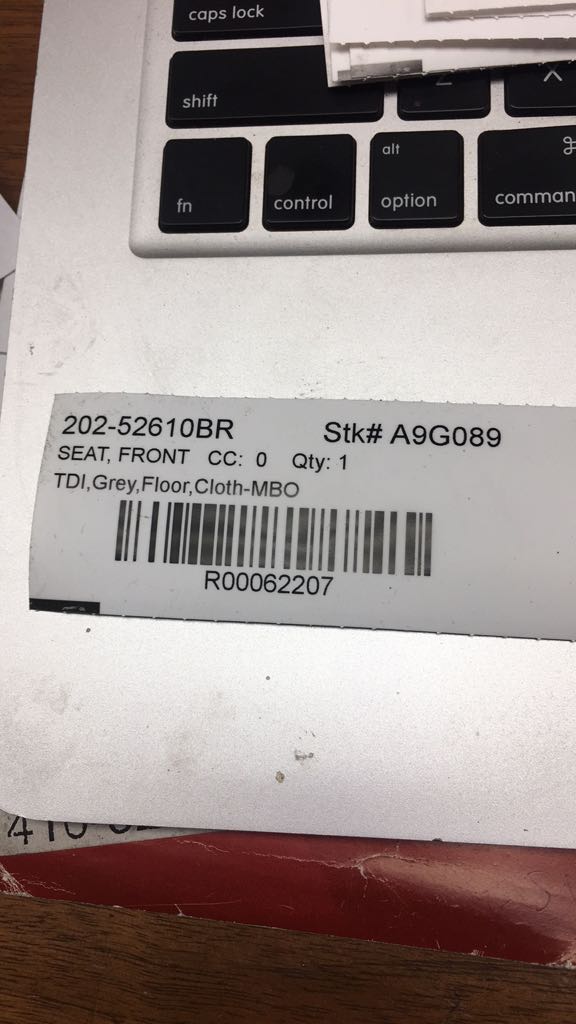 caps lock
shift
Z
X
fn
control
alt
option
⌘
comman
202-52610BR Stk# A9G089
SEAT, FRONT CC: 0 Qty: 1
TDI,Grey,Floor,Cloth-MBO
R00062207